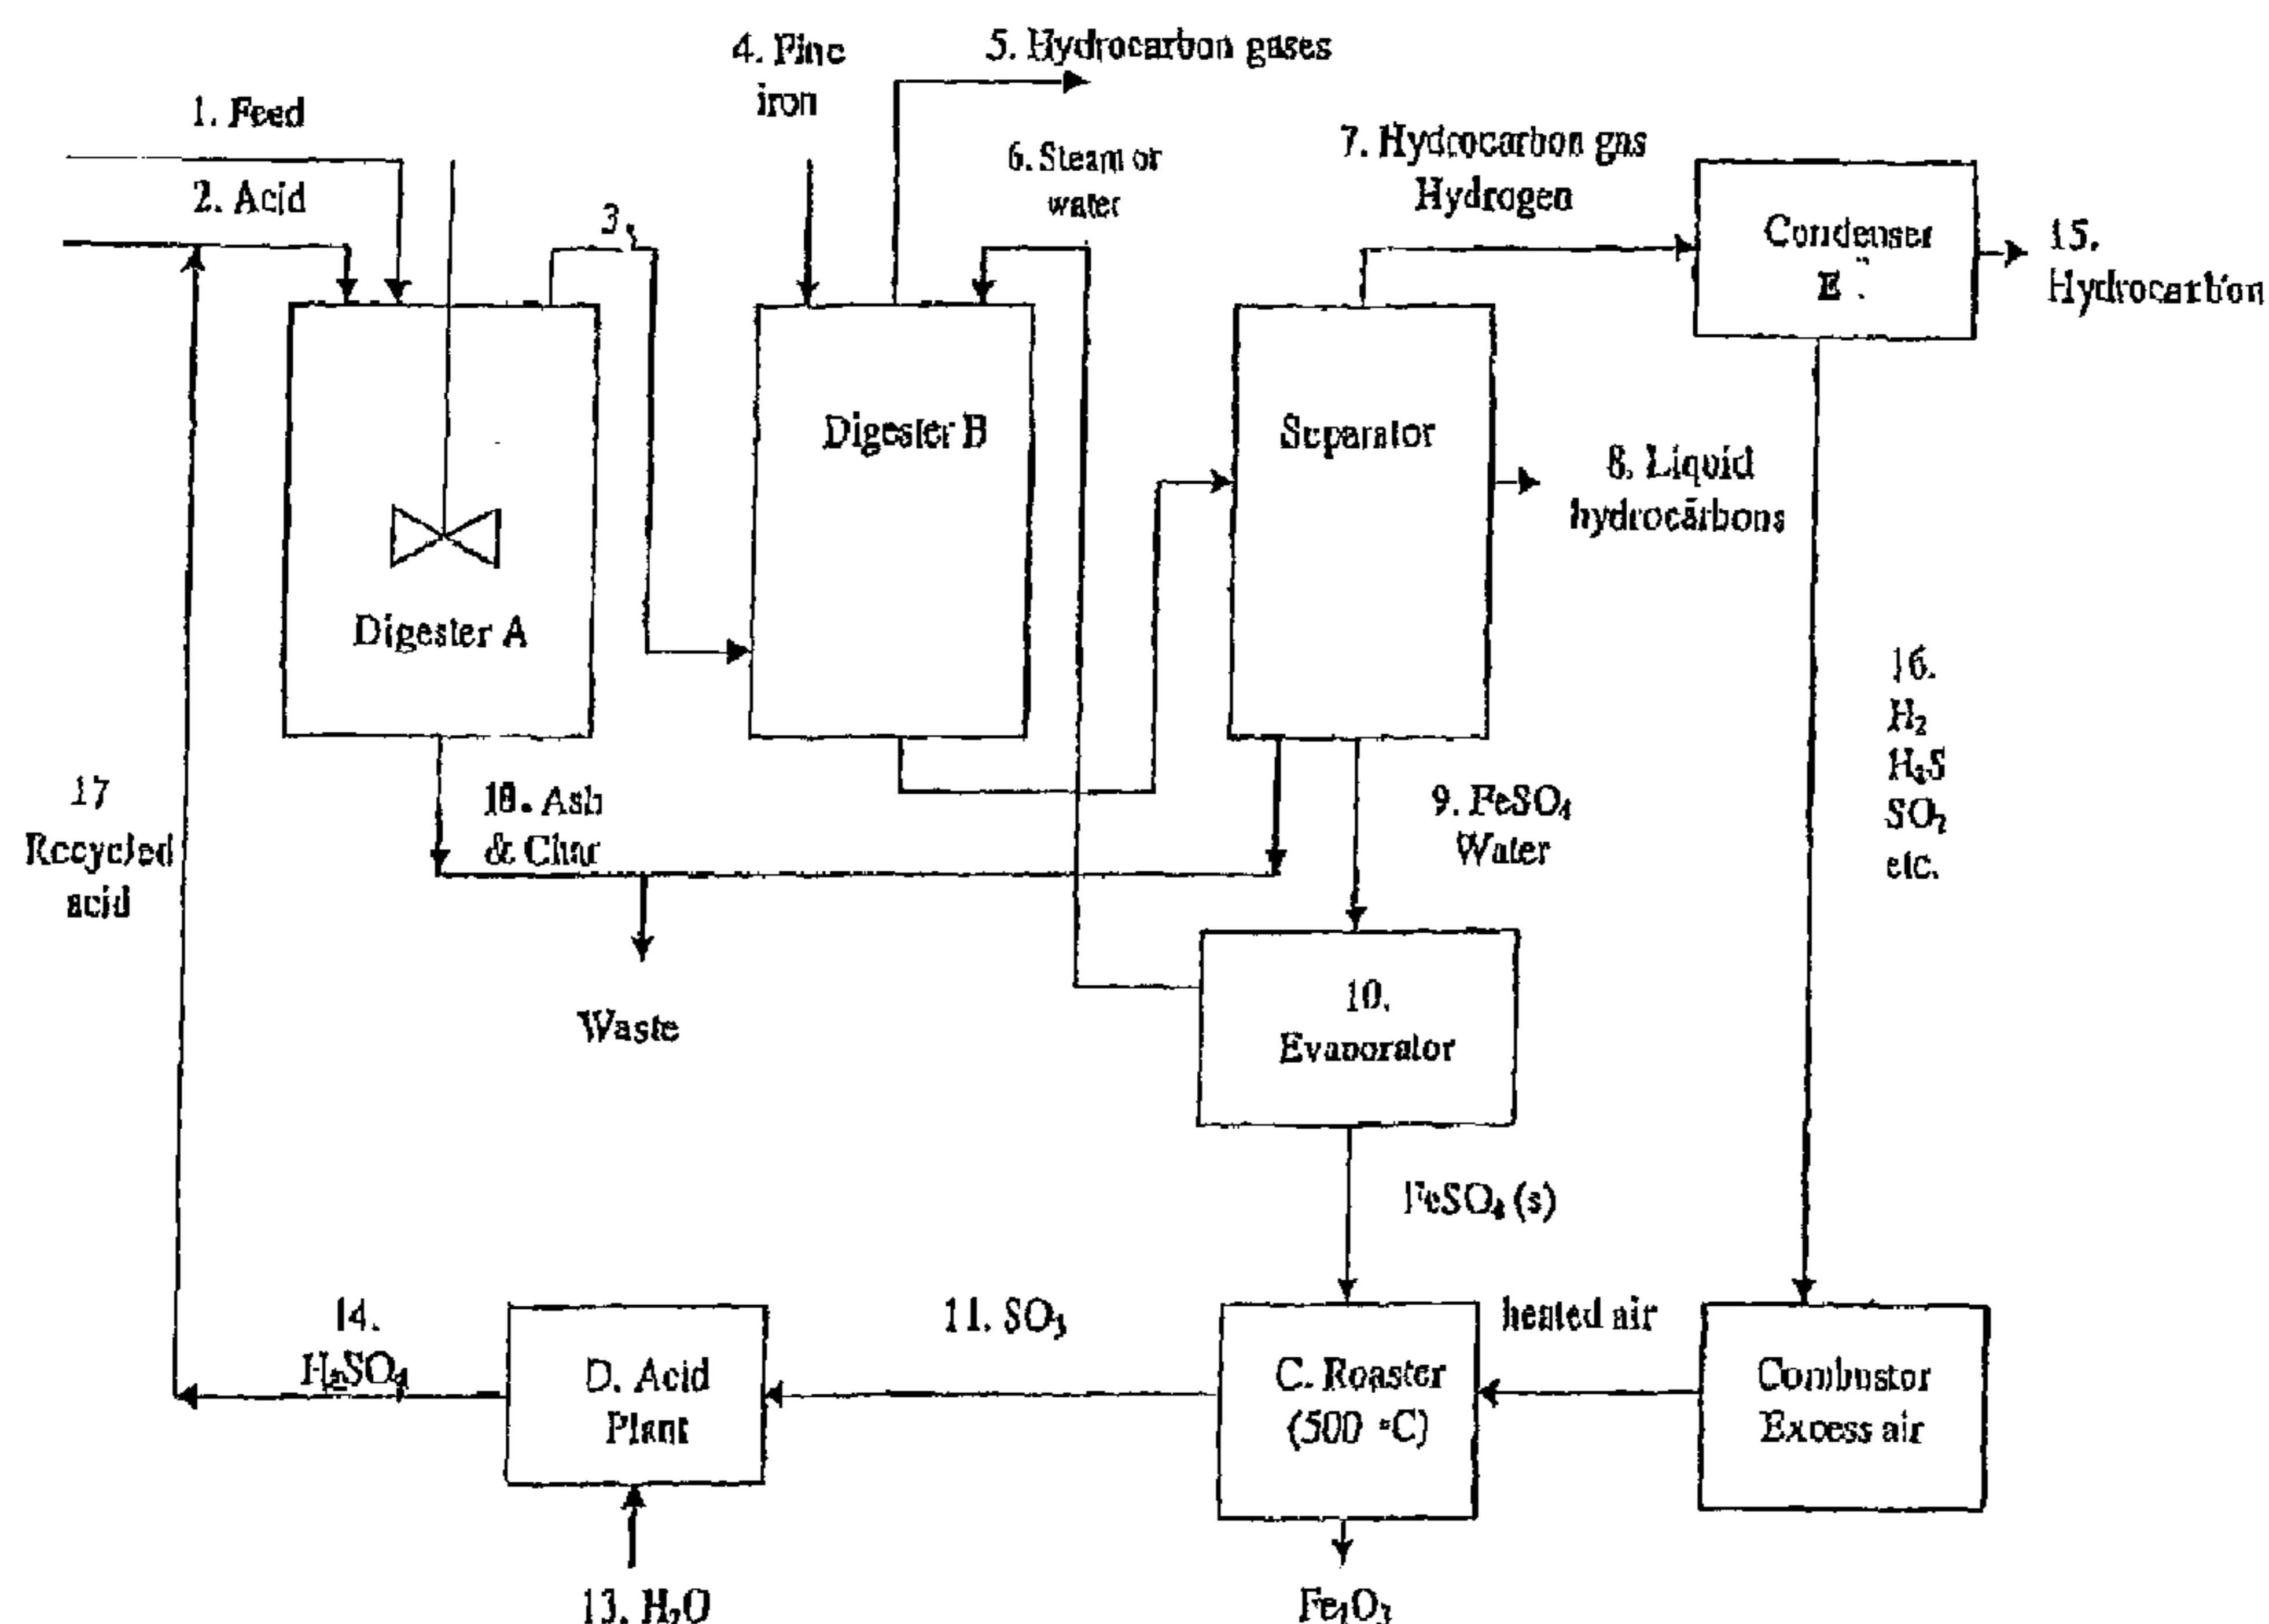 4. Fine
iron
5. Hydrocarbon gases
1. Feed
2. Acid
3.
6. Steam or
water
7. Hydrocarbon gas
Hydrogen
Condenser
E
15.
Hydrocarbon
Digester A
Digester B
Separator
8. Liquid
hydrocarbons
16.
H₂
H₂S
SO₂
etc.
17
Recycled
acid
18. Ash
& Char
9. FeSO₄
Water
Waste
10.
Evaporator
FeSO₄ (s)
14.
H₂SO₄
D. Acid
Plant
11. SO₃
C. Roaster
(500 °C)
heated air
Combustor
Excess air
13. H₂O
Fe₂O₃